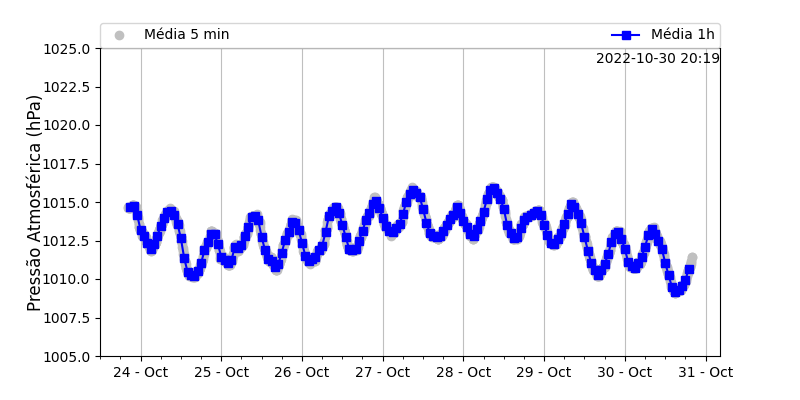 Média 5 min
Média 1h
2022-10-30 20:19
Pressão Atmosférica (hPa)
1025.0
1022.5
1020.0
1017.5
1015.0
1012.5
1010.0
1007.5
1005.0
24 - Oct
25 - Oct
26 - Oct
27 - Oct
28 - Oct
29 - Oct
30 - Oct
31 - Oct